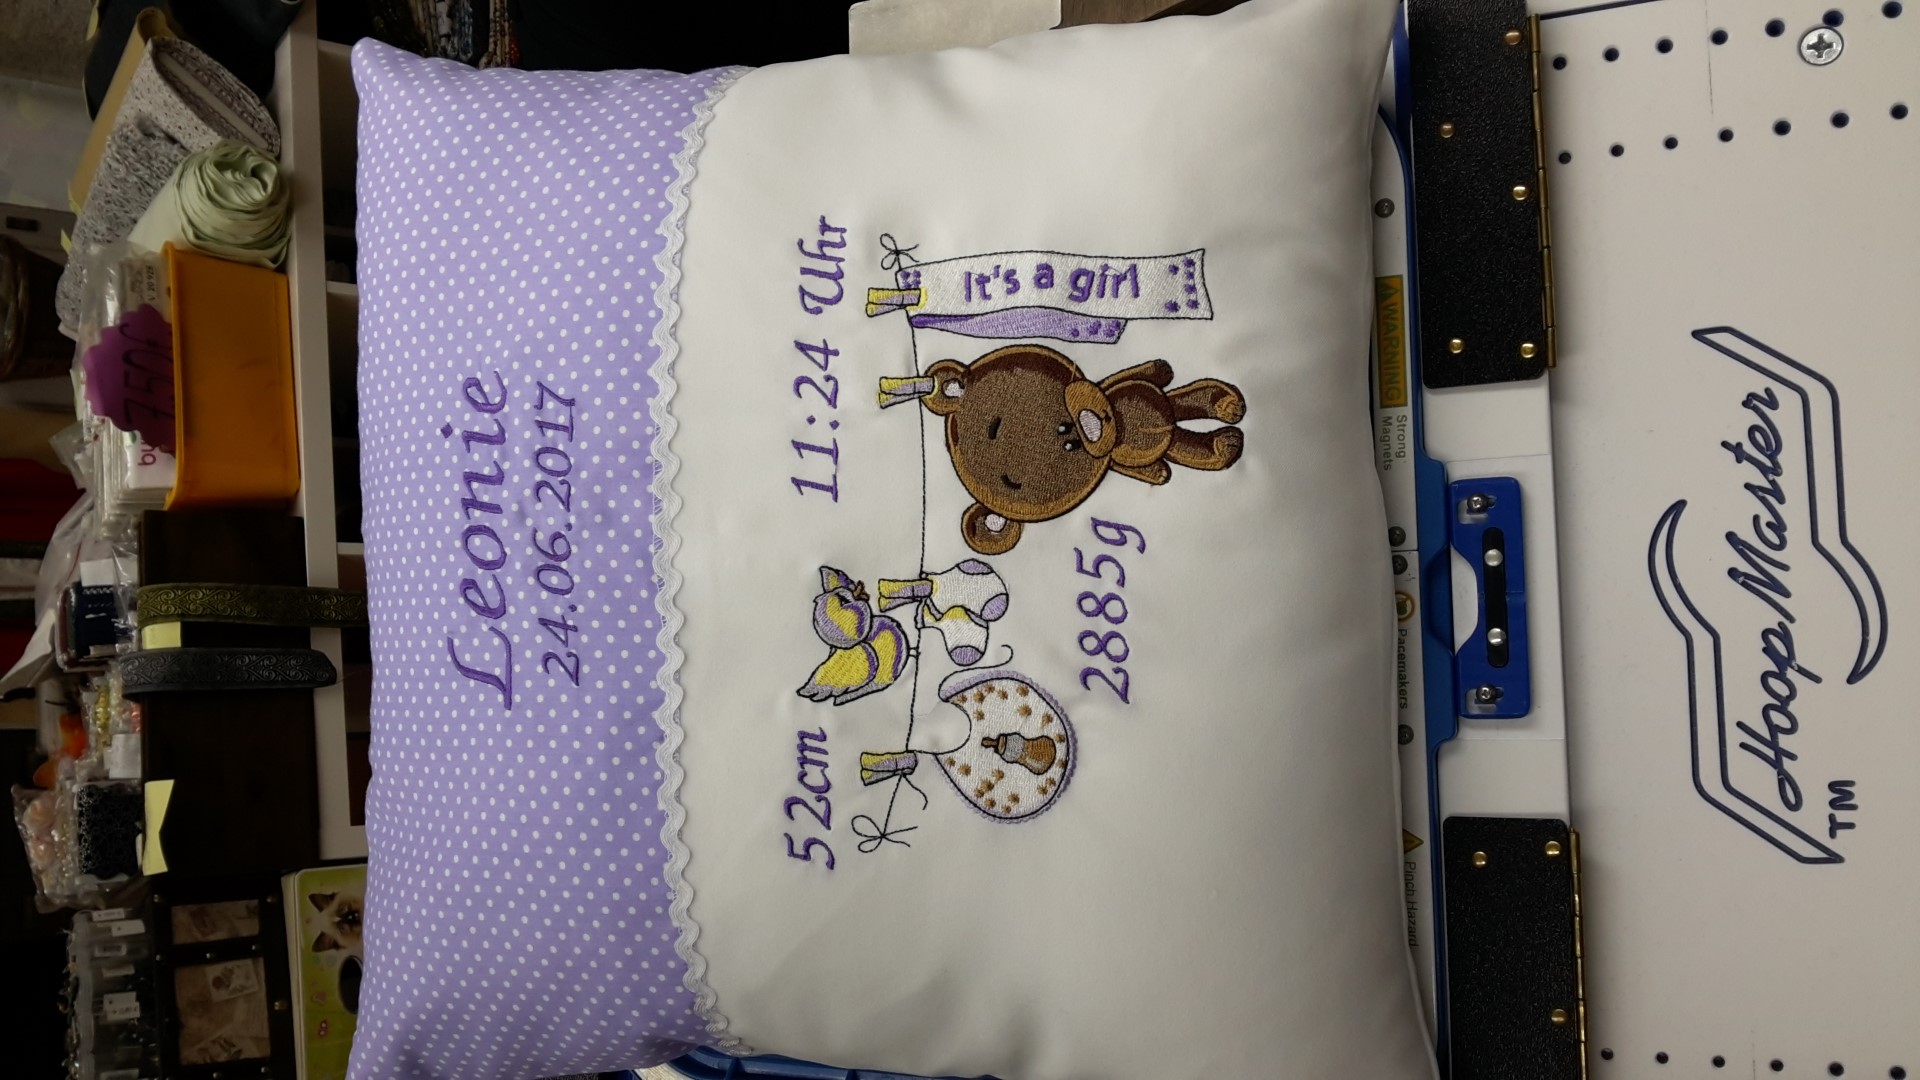 Leonie
24.06.2017
52cm
11:24 Uhr
It's a girl
2885g
WARNING
Strong
Magnets
Pacemakers
Pinch Hazard
HoopMaster
TM